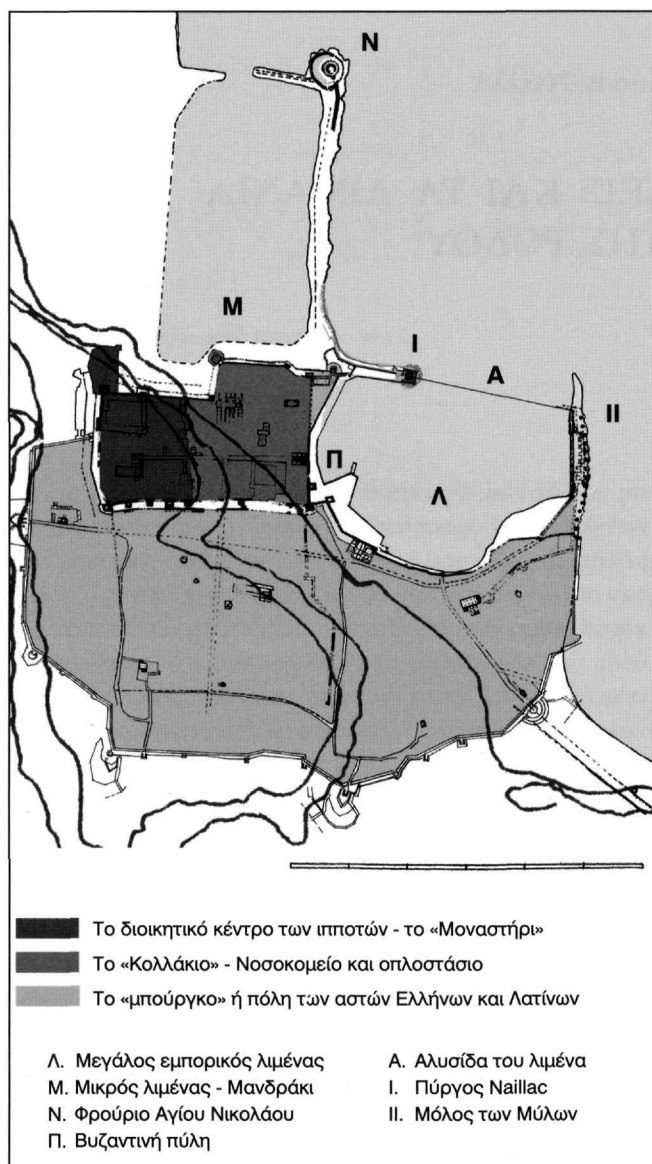 N
M
I
A
II
Π
Λ
Το διοικητικό κέντρο των ιπποτών - το «Μοναστήρι»
Το «Κολλάκιο» - Νοσοκομείο και οπλοστάσιο
Το «μπούργκο» ή πόλη των αστών Ελλήνων και Λατίνων
Λ. Μεγάλος εμπορικός λιμένας
Μ. Μικρός λιμένας - Μανδράκι
Ν. Φρούριο Αγίου Νικολάου
Π. Βυζαντινή πύλη
Α. Αλυσίδα του λιμένα
Ι. Πύργος Naillac
ΙΙ. Μόλος των Μύλων